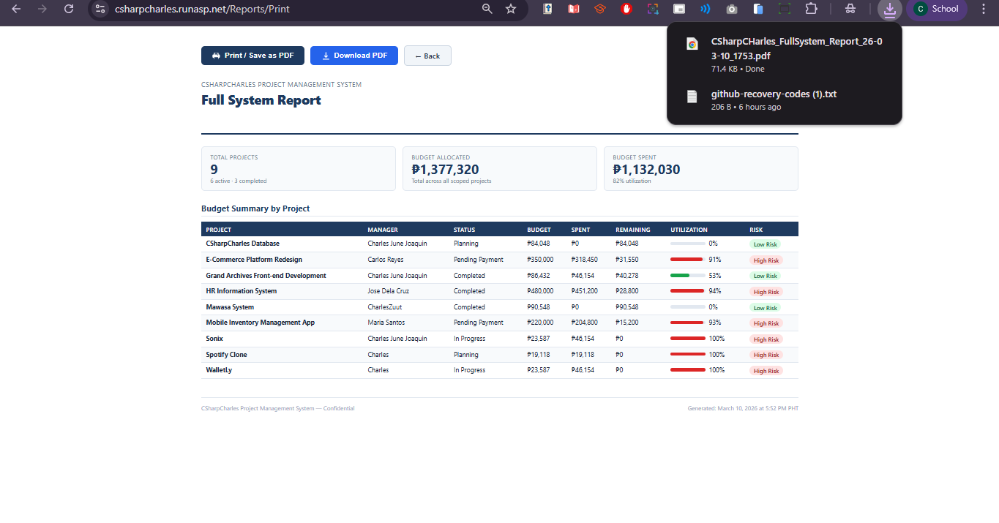 csharpcharles.runasp.net/Reports/Print
C School
CSharpCHarles_FullSystem_Report_26-0
3-10_1753.pdf
71.4 KB • Done
github-recovery-codes (1).txt
206 B • 6 hours ago
Print / Save as PDF Download PDF ← Back
CSHARPCHARLES PROJECT MANAGEMENT SYSTEM
Full System Report
TOTAL PROJECTS
9
6 active · 3 completed
BUDGET ALLOCATED
₱1,377,320
Total across all scoped projects
BUDGET SPENT
₱1,132,030
82% utilization
Budget Summary by Project
PROJECT MANAGER STATUS BUDGET SPENT REMAINING UTILIZATION RISK
CSharpCharles Database Charles June Joaquin Planning ₱84,048 ₱0 ₱84,048 0% Low Risk
E-Commerce Platform Redesign Carlos Reyes Pending Payment ₱350,000 ₱318,450 ₱31,550 91% High Risk
Grand Archives Front-end Development Charles June Joaquin Completed ₱86,432 ₱46,154 ₱40,278 53% Low Risk
HR Information System Jose Dela Cruz Completed ₱480,000 ₱451,200 ₱28,800 94% High Risk
Mawasa System CharlesZuut Completed ₱90,548 ₱0 ₱90,548 0% Low Risk
Mobile Inventory Management App Maria Santos Pending Payment ₱220,000 ₱204,800 ₱15,200 93% High Risk
Sonix Charles June Joaquin In Progress ₱23,587 ₱46,154 ₱0 100% High Risk
Spotify Clone Charles Planning ₱19,118 ₱19,118 ₱0 100% High Risk
WalletLy Charles In Progress ₱23,587 ₱46,154 ₱0 100% High Risk
CSharpCharles Project Management System — Confidential Generated: March 10, 2026 at 5:52 PM PHT